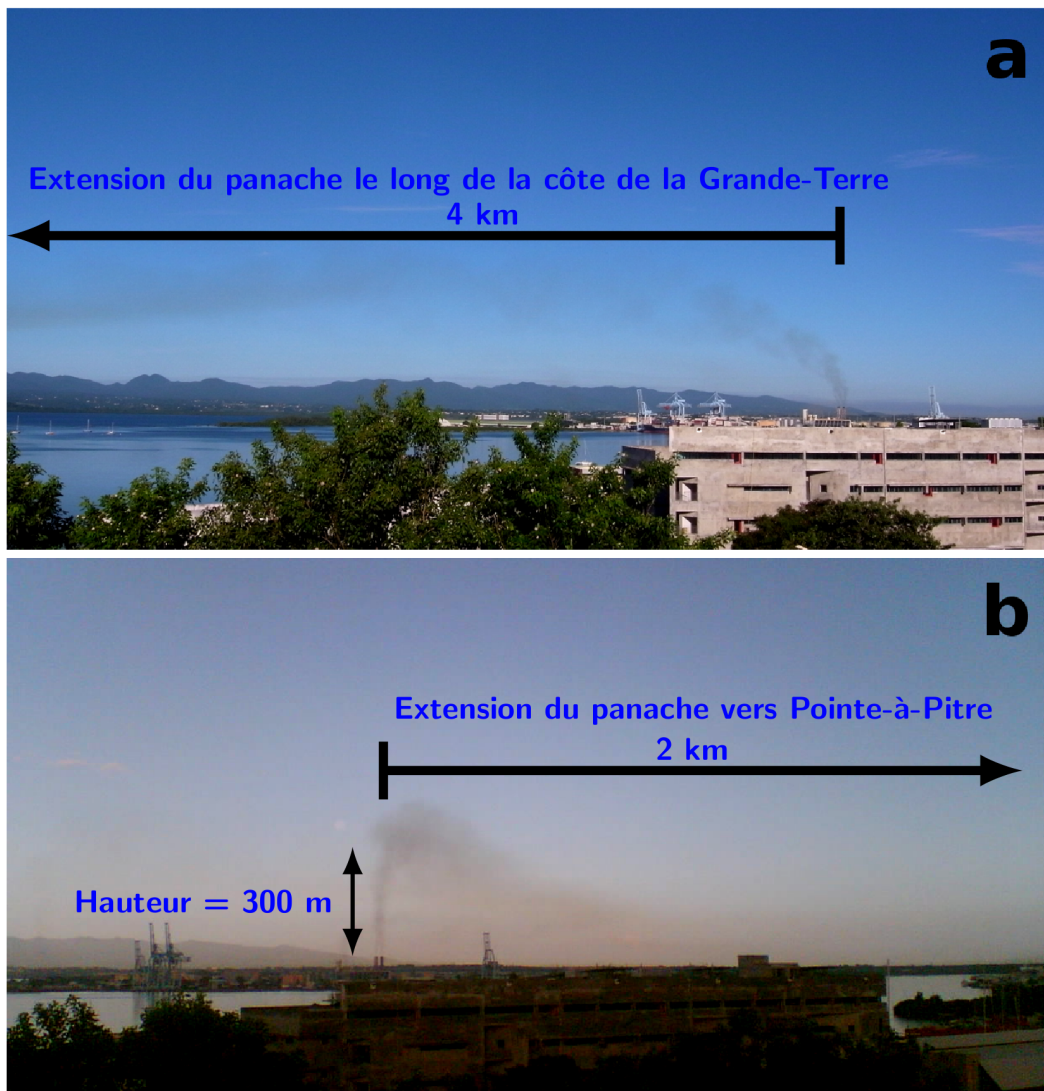 a
Extension du panache le long de la côte de la Grande-Terre
4 km
b
Extension du panache vers Pointe-à-Pitre
2 km
Hauteur = 300 m